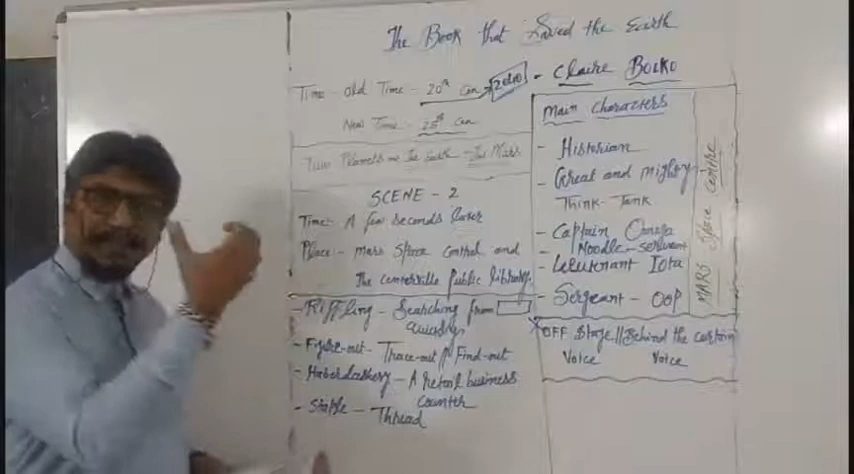 The Book that Saved the Earth
- Claire Boiko
Time - Old Time - 20th Cen
New Time - 25th Cen
Two Planets → the Earth - The Mars
SCENE - 2
Time:- A few seconds later
Place - mars Space control and
The centerville Public library.
- Riffling - Searching from
quickly
- Figure-out - Trace-out // Find-out
- Haberdashery - A retail business
counter
- Staple - Thread
Main characters
- Historian
- Great and mighty
Think-Tank
- Captain Omega
- Noodle - servant
- Leieutenant Iota
- Sergeant - OOP
MARS Space Centre
OFF Stage // Behind the curtain
Voice Voice